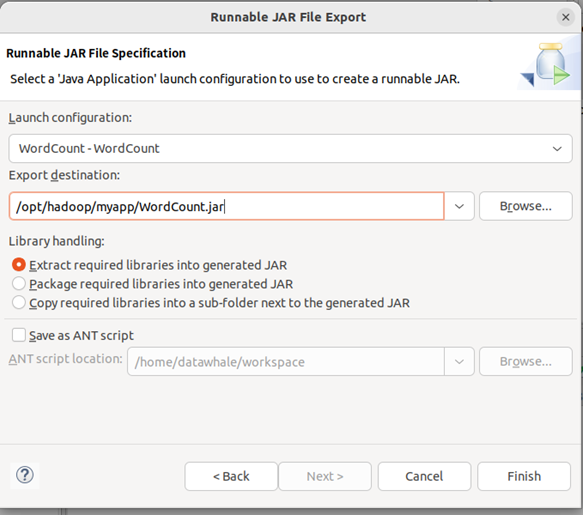 Runnable JAR File Export
Runnable JAR File Specification
Select a 'Java Application' launch configuration to use to create a runnable JAR.
Launch configuration:
WordCount - WordCount
Export destination:
/opt/hadoop/myapp/WordCount.jar
Browse...
Library handling:
Extract required libraries into generated JAR
Package required libraries into generated JAR
Copy required libraries into a sub-folder next to the generated JAR
Save as ANT script
ANT script location:
/home/datawhale/workspace
Browse...
?
< Back
Next >
Cancel
Finish